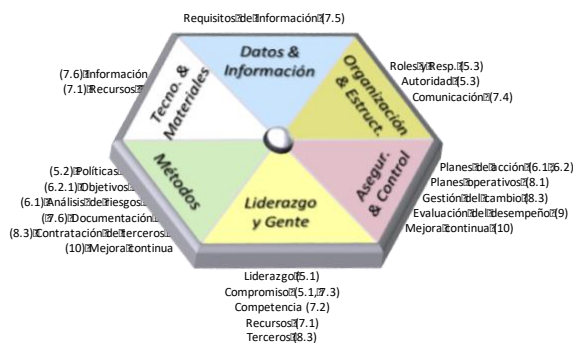 Requisitos de Información (7.5)
Datos &
Información
Organización
& Estruct.
Roles y Resp. (5.3)
Autoridad (5.3)
Comunicación (7.4)
Asegur.
& Control
Planes de acción (6.1, 6.2)
Planes operativos (8.1)
Gestión del cambio (8.3)
Evaluación del desempeño (9)
Mejora continua (10)
Liderazgo
y Gente
Liderazgo (5.1)
Compromiso (5.1, 7.3)
Competencia (7.2)
Recursos (7.1)
Terceros (8.3)
Métodos
(5.2) Políticas
(6.2.1) Objetivos
(6.1) Análisis de riesgos
(7.6) Documentación
(8.3) Contratación de terceros
(10) Mejora continua
Tecno. &
Materiales
(7.6) Información
(7.1) Recursos